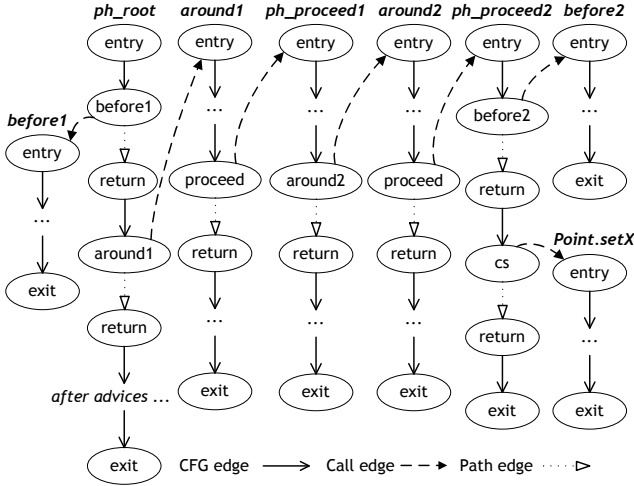 ph_root around1 ph_proceed1 around2 ph_proceed2 before2
entry entry entry entry entry entry
before1 ... ... ... before2 ...
before1
entry return proceed around2 proceed return exit
... around1 return return return cs Point.setX
entry
exit return ... ... ... return ...
after advices ... exit exit exit exit exit
exit CFG edge Call edge Path edge